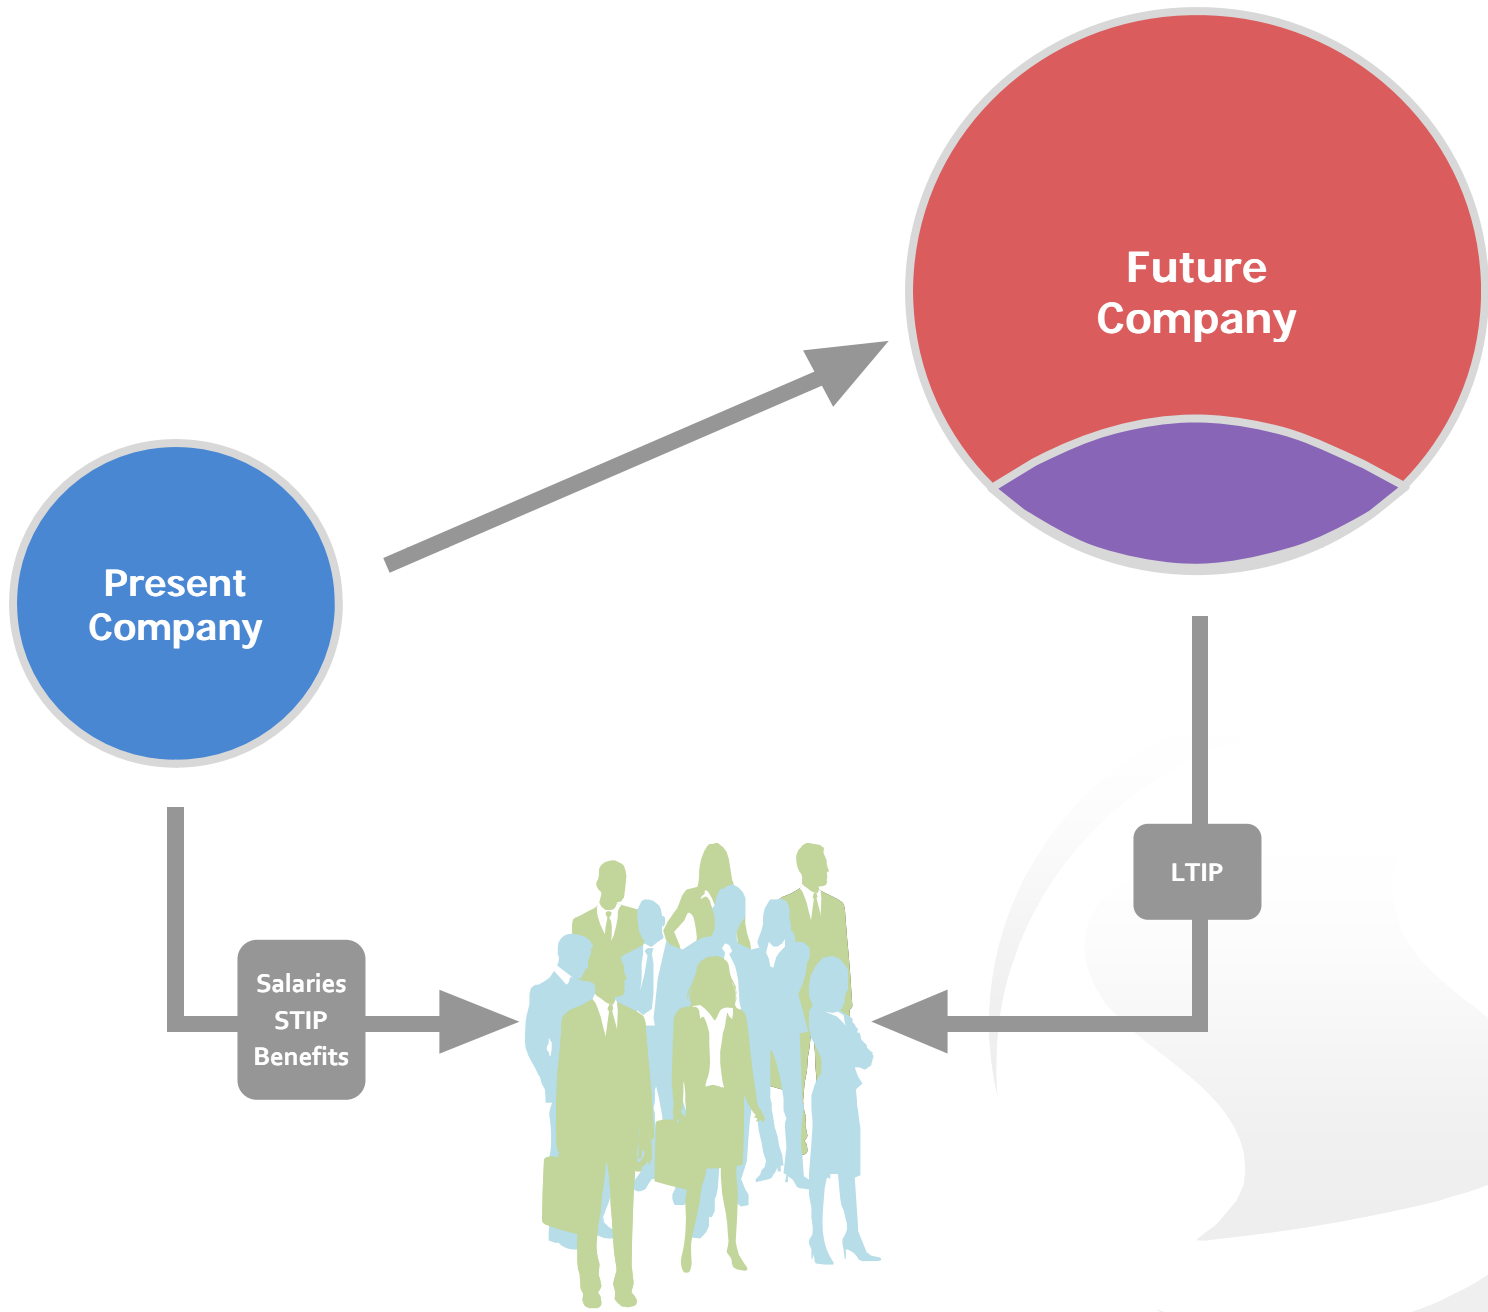 Future
Company
Present
Company
LTIP
Salaries
STIP
Benefits